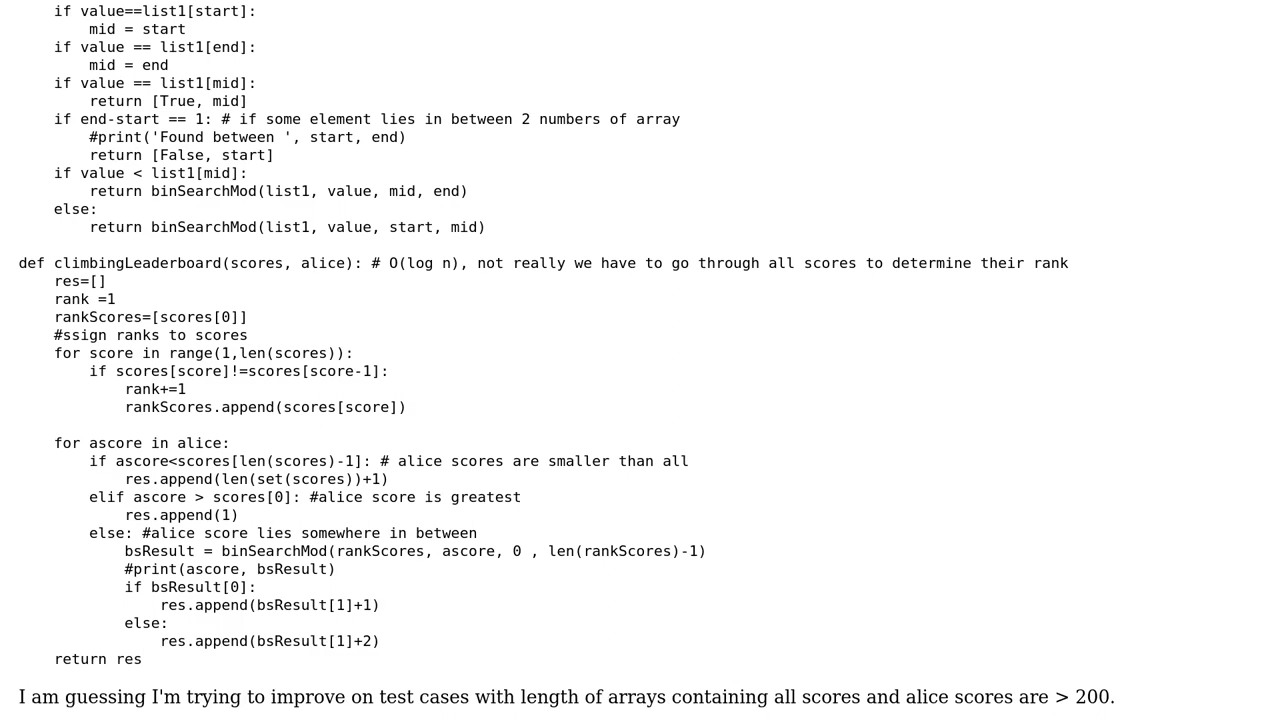 if value==list1[start]:
        mid = start
    if value == list1[end]:
        mid = end
    if value == list1[mid]:
        return [True, mid]
    if end-start == 1: # if some element lies in between 2 numbers of array
        #print('Found between ', start, end)
        return [False, start]
    if value < list1[mid]:
        return binSearchMod(list1, value, mid, end)
    else:
        return binSearchMod(list1, value, start, mid)

def climbingLeaderboard(scores, alice): # O(log n), not really we have to go through all scores to determine their rank
    res=[]
    rank =1
    rankScores=[scores[0]]
    #ssign ranks to scores
    for score in range(1,len(scores)):
        if scores[score]!=scores[score-1]:
            rank+=1
            rankScores.append(scores[score])

    for ascore in alice:
        if ascore<scores[len(scores)-1]: # alice scores are smaller than all
            res.append(len(set(scores))+1)
        elif ascore > scores[0]: #alice score is greatest
            res.append(1)
        else: #alice score lies somewhere in between
            bsResult = binSearchMod(rankScores, ascore, 0 , len(rankScores)-1)
            #print(ascore, bsResult)
            if bsResult[0]:
                res.append(bsResult[1]+1)
            else:
                res.append(bsResult[1]+2)
    return res

I am guessing I'm trying to improve on test cases with length of arrays containing all scores and alice scores are > 200.